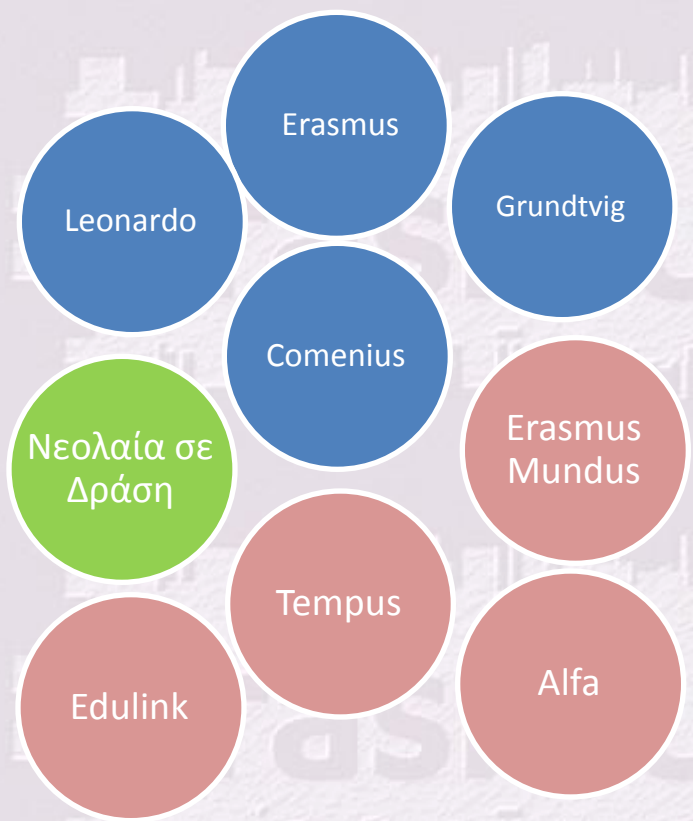 Erasmus
Leonardo
Grundtvig
Comenius
Νεολαία σε
Δράση
Erasmus
Mundus
Tempus
Edulink
Alfa